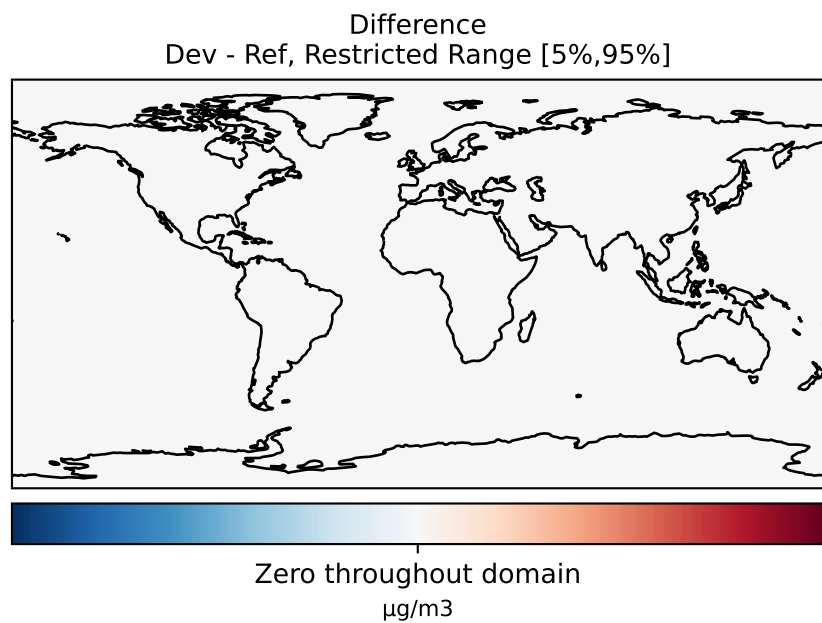 Difference
Dev - Ref, Restricted Range [5%,95%]
Zero throughout domain
μg/m3